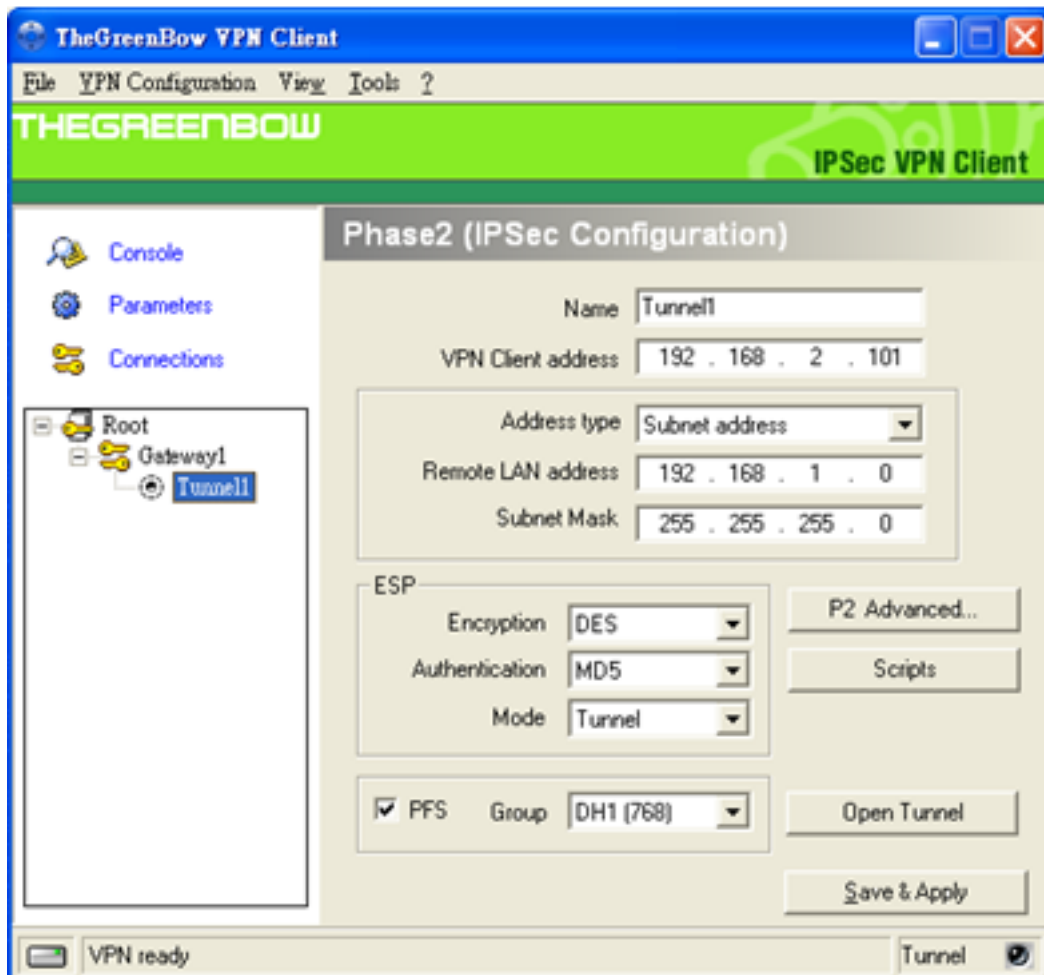 TheGreenBow VPN Client
File VPN Configuration View Tools ?
THEGREENBOW
IPSec VPN Client
Console
Parameters
Connections
Root
Gateway1
Tunnel1
Phase2 (IPSec Configuration)
Name Tunnel1
VPN Client address 192 . 168 . 2 . 101
Address type Subnet address
Remote LAN address 192 . 168 . 1 . 0
Subnet Mask 255 . 255 . 255 . 0
ESP
Encryption DES
Authentication MD5
Mode Tunnel
P2 Advanced...
Scripts
PFS Group DH1 (768)
Open Tunnel
Save & Apply
VPN ready Tunnel